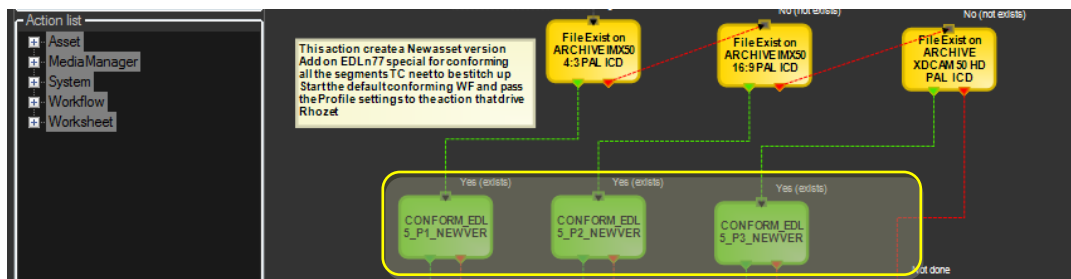 Action list
Asset
MediaManager
System
Workflow
Worksheet
This action create a Newasset version
Add on EDLn77 special for conforming
all the segments TC neet to be stitch up
Start the default conforming WF and pass
the Profile settings to the action that drive
Rhozet
No (not exists)
No (not exists)
File Exist on
ARCHIVE IMX50
4:3 PAL ICD
File Exist on
ARCHIVE IMX50
16:9 PAL ICD
File Exist on
ARCHIVE
XDCAM 50 HD
PAL ICD
Yes (exists)
Yes (exists)
Yes (exists)
CONFORM_EDL
5_P1_NEWVER
CONFORM_EDL
5_P2_NEWVER
CONFORM_EDL
5_P3_NEWVER
Not done